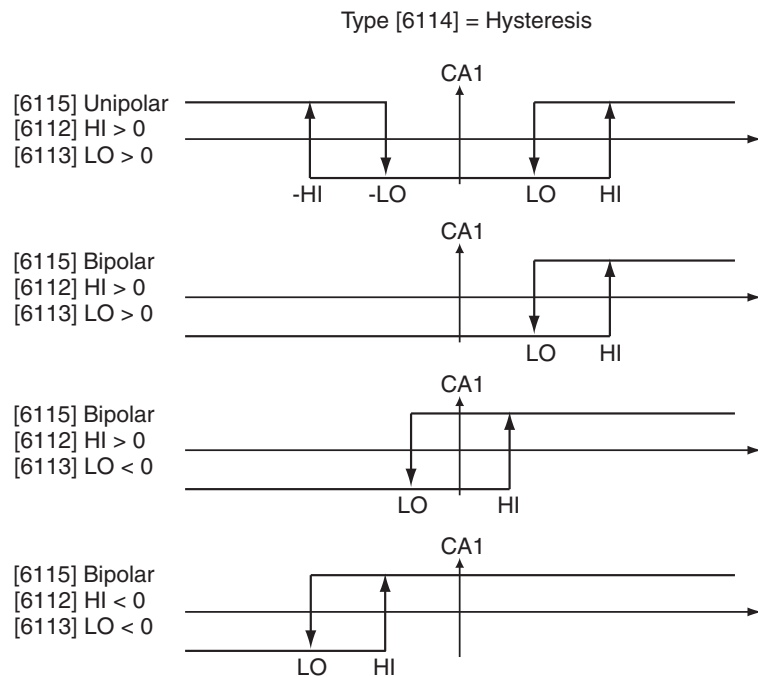 Type [6114] = Hysteresis
CA1
[6115] Unipolar
[6112] HI > 0
[6113] LO > 0
-HI -LO LO HI
CA1
[6115] Bipolar
[6112] HI > 0
[6113] LO > 0
LO HI
CA1
[6115] Bipolar
[6112] HI > 0
[6113] LO < 0
LO HI
CA1
[6115] Bipolar
[6112] HI < 0
[6113] LO < 0
LO HI